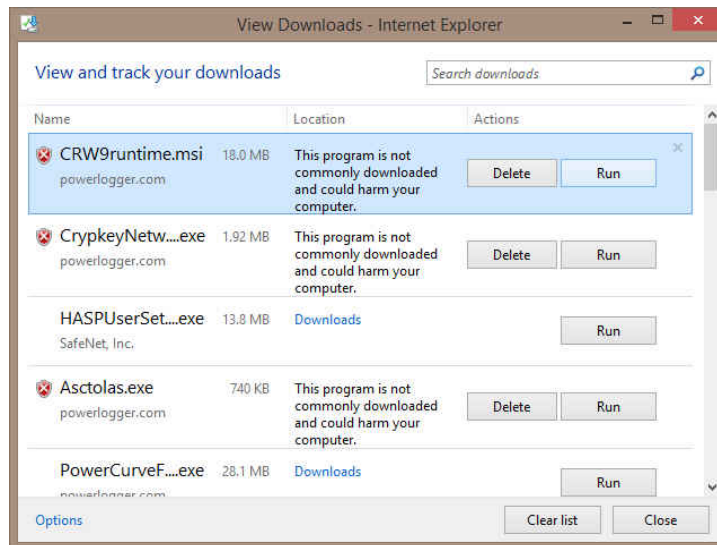 View Downloads - Internet Explorer
View and track your downloads
Search downloads
Name Location Actions
CRW9runtime.msi 18.0 MB
powerlogger.com
This program is not
commonly downloaded
and could harm your
computer.
Delete Run
CrypkeyNetw....exe 1.92 MB
powerlogger.com
This program is not
commonly downloaded
and could harm your
computer.
Delete Run
HASPUserSet....exe 13.8 MB
SafeNet, Inc.
Downloads
Run
Asctolas.exe 740 KB
powerlogger.com
This program is not
commonly downloaded
and could harm your
computer.
Delete Run
PowerCurveF....exe 28.1 MB
powerlogger.com
Downloads
Run
Options Clear list Close